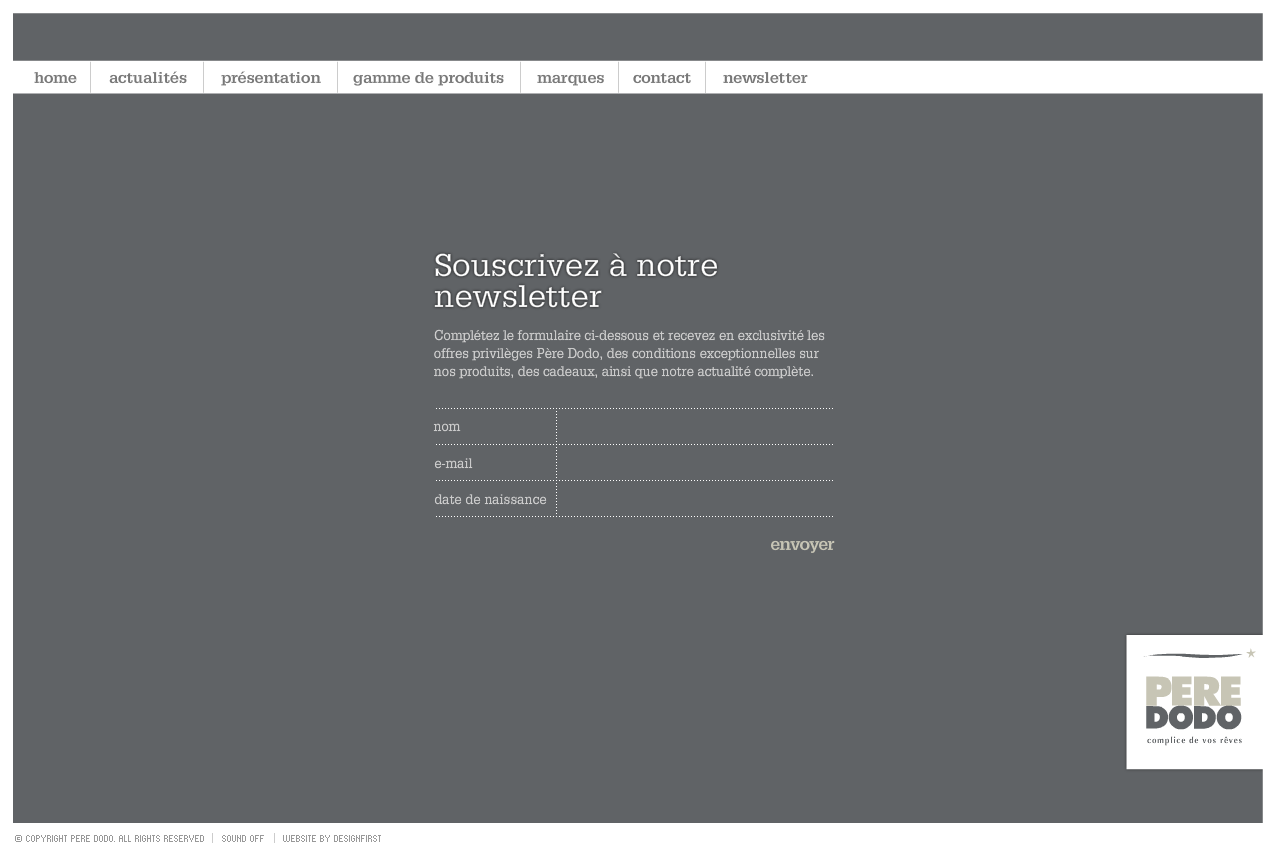 home actualités présentation gamme de produits marques contact newsletter
Souscrivez à notre
newsletter
Complétez le formulaire ci-dessous et recevez en exclusivité les
offres privilèges Père Dodo, des conditions exceptionnelles sur
nos produits, des cadeaux, ainsi que notre actualité complète.
nom
e-mail
date de naissance
envoyer
PERE
DODO
complice de vos rêves
© COPYRIGHT PERE DODO. ALL RIGHTS RESERVED SOUND OFF WEBSITE BY DESIGNFIRST